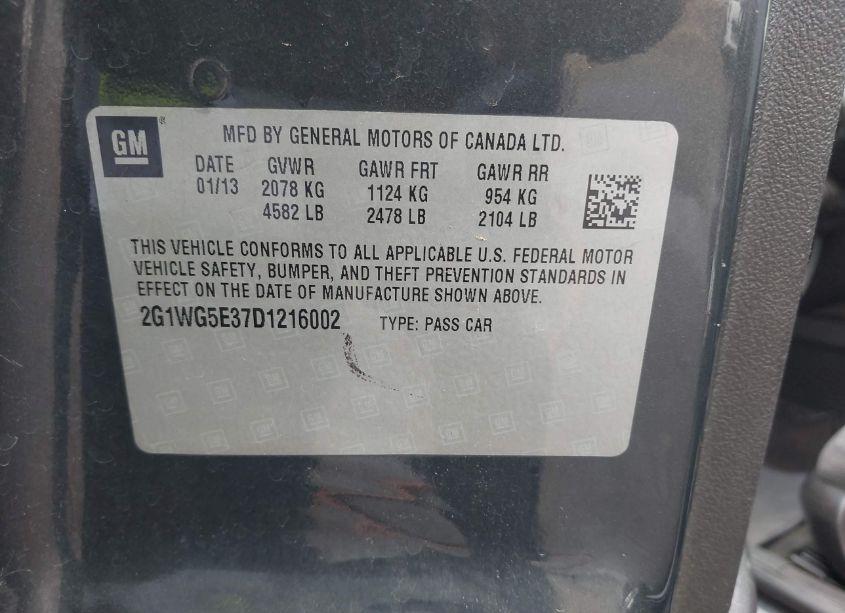 GM
MFD BY GENERAL MOTORS OF CANADA LTD.
DATE GVWR GAWR FRT GAWR RR
01/13 2078 KG 1124 KG 954 KG
4582 LB 2478 LB 2104 LB
THIS VEHICLE CONFORMS TO ALL APPLICABLE U.S. FEDERAL MOTOR
VEHICLE SAFETY, BUMPER, AND THEFT PREVENTION STANDARDS IN
EFFECT ON THE DATE OF MANUFACTURE SHOWN ABOVE.
2G1WG5E37D1216002 TYPE: PASS CAR